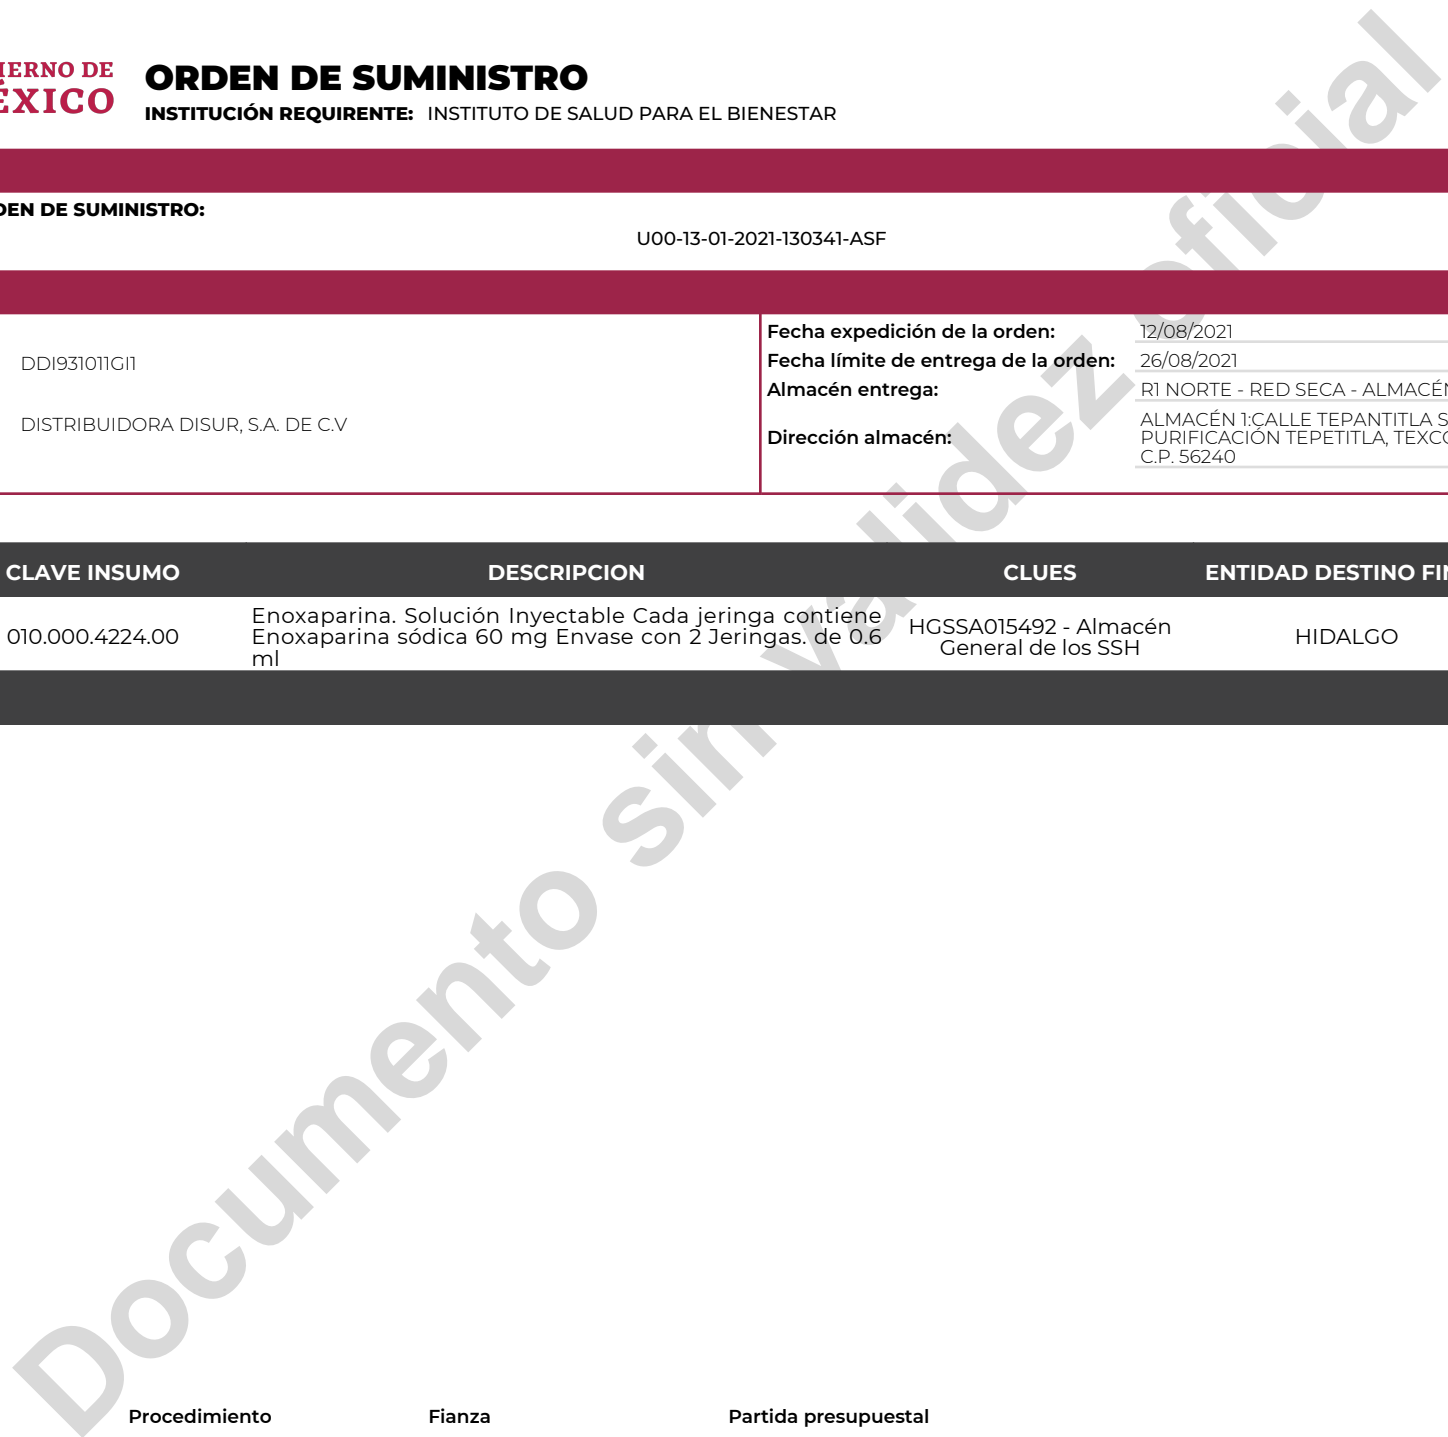 IERNO DE
ÉXICO
ORDEN DE SUMINISTRO
INSTITUCIÓN REQUIRENTE: INSTITUTO DE SALUD PARA EL BIENESTAR
DEN DE SUMINISTRO:
U00-13-01-2021-130341-ASF
DDI931011GI1
DISTRIBUIDORA DISUR, S.A. DE C.V
Fecha expedición de la orden: 12/08/2021
Fecha límite de entrega de la orden: 26/08/2021
Almacén entrega: R1 NORTE - RED SECA - ALMACÉN
Dirección almacén: ALMACÉN 1:CALLE TEPANTITLA S
PURIFICACIÓN TEPETITLA, TEXCO
C.P. 56240
CLAVE INSUMO DESCRIPCION CLUES ENTIDAD DESTINO FIN
010.000.4224.00
Enoxaparina. Solución Inyectable Cada jeringa contiene
Enoxaparina sódica 60 mg Envase con 2 Jeringas. de 0.6
ml
HGSSA015492 - Almacén
General de los SSH
HIDALGO
Documento sin validez oficial
Procedimiento Fianza Partida presupuestal